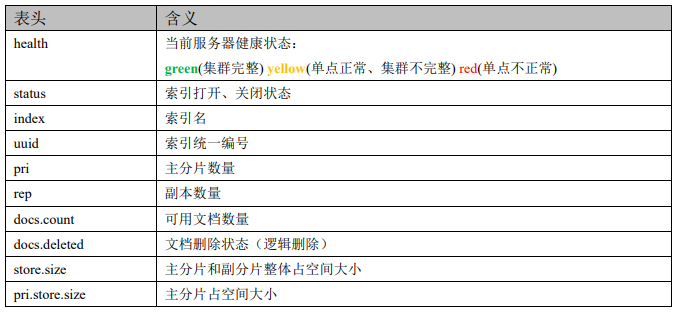 表头 含义
health 当前服务器健康状态：
green(集群完整) yellow(单点正常、集群不完整) red(单点不正常)
status 索引打开、关闭状态
index 索引名
uuid 索引统一编号
pri 主分片数量
rep 副本数量
docs.count 可用文档数量
docs.deleted 文档删除状态（逻辑删除）
store.size 主分片和副分片整体占空间大小
pri.store.size 主分片占空间大小